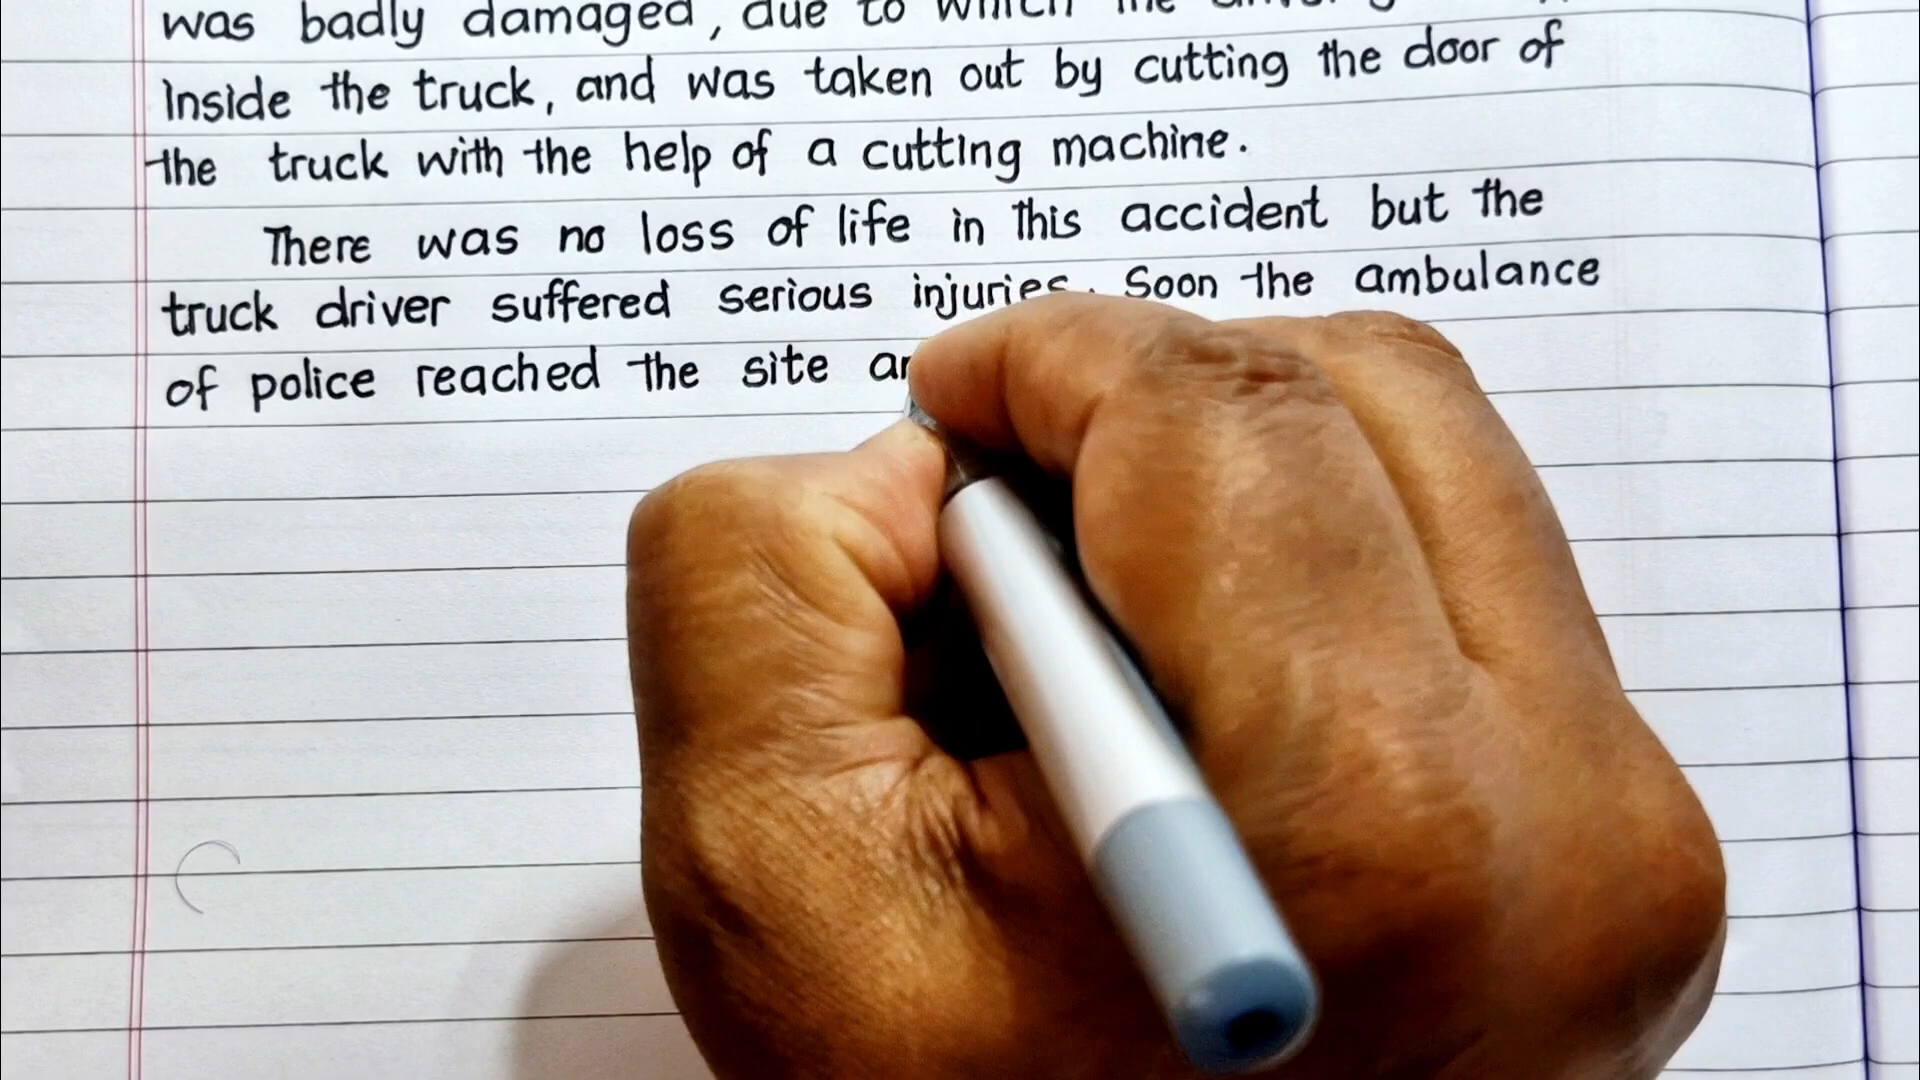 was badly damaged, due to which the
Inside the truck, and was taken out by cutting the door of
the truck with the help of a cutting machine.
There was no loss of life in this accident but the
truck driver suffered serious injuries. Soon the ambulance
of police reached the site